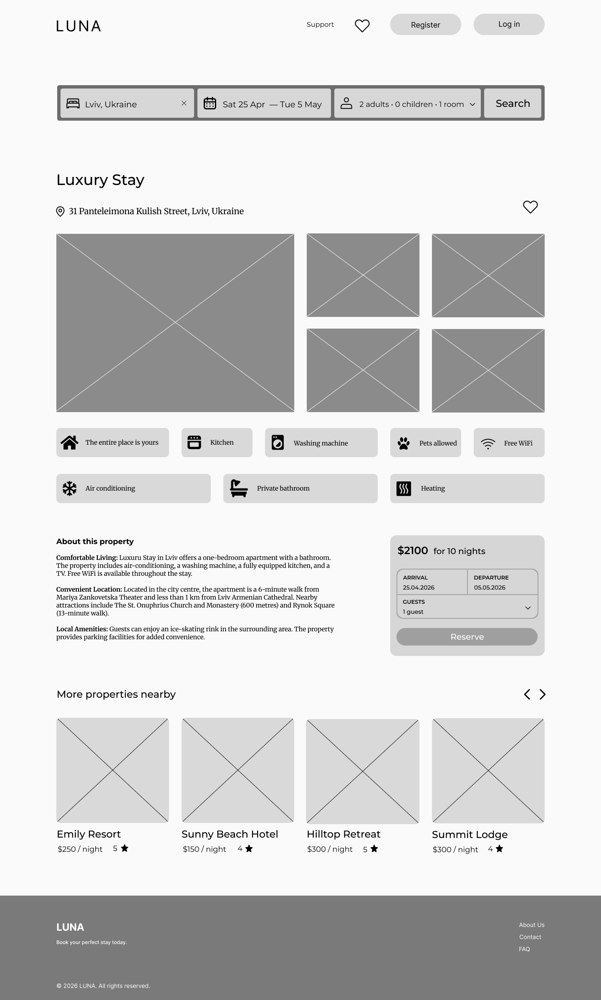 LUNA
Support
Register
Log in
Lviv, Ukraine
Sat 25 Apr — Tue 5 May
2 adults • 0 children • 1 room
Search
Luxury Stay
31 Panteleimona Kulish Street, Lviv, Ukraine
The entire place is yours
Kitchen
Washing machine
Pets allowed
Free WiFi
Air conditioning
Private bathroom
Heating
About this property
Comfortable Living: Luxuru Stay in Lviv offers a one-bedroom apartment with a bathroom.
The property includes air-conditioning, a washing machine, a fully equipped kitchen, and a
TV. Free WiFi is available throughout the stay.
Convenient Location: Located in the city centre, the apartment is a 6-minute walk from
Mariya Zankovetska Theater and less than 1 km from Lviv Armenian Cathedral. Nearby
attractions include The St. Onuphrius Church and Monastery (600 metres) and Rynok Square
(13-minute walk).
Local Amenities: Guests can enjoy an ice-skating rink in the surrounding area. The property
provides parking facilities for added convenience.
$2100 for 10 nights
ARRIVAL
25.04.2026
DEPARTURE
05.05.2026
GUESTS
1 guest
Reserve
More properties nearby
Emily Resort
$250 / night 5
Sunny Beach Hotel
$150 / night 4
Hilltop Retreat
$300 / night 5
Summit Lodge
$300 / night 4
LUNA
Book your perfect stay today.
About Us
Contact
FAQ
© 2026 LUNA. All rights reserved.